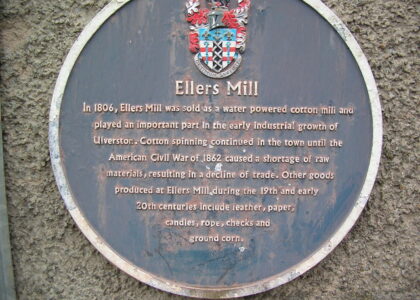 Ellers Mill
In 1806, Ellers Mill was sold as a water powered cotton mill and
played an important part in the early industrial growth of
Ulverston. Cotton spinning continued in the town until the
American Civil War of 1862 caused a shortage of raw
materials, resulting in a decline of trade. Other goods
produced at Ellers Mill during the 19th and early
20th centuries include leather, paper,
candles, rope, checks and
ground corn.